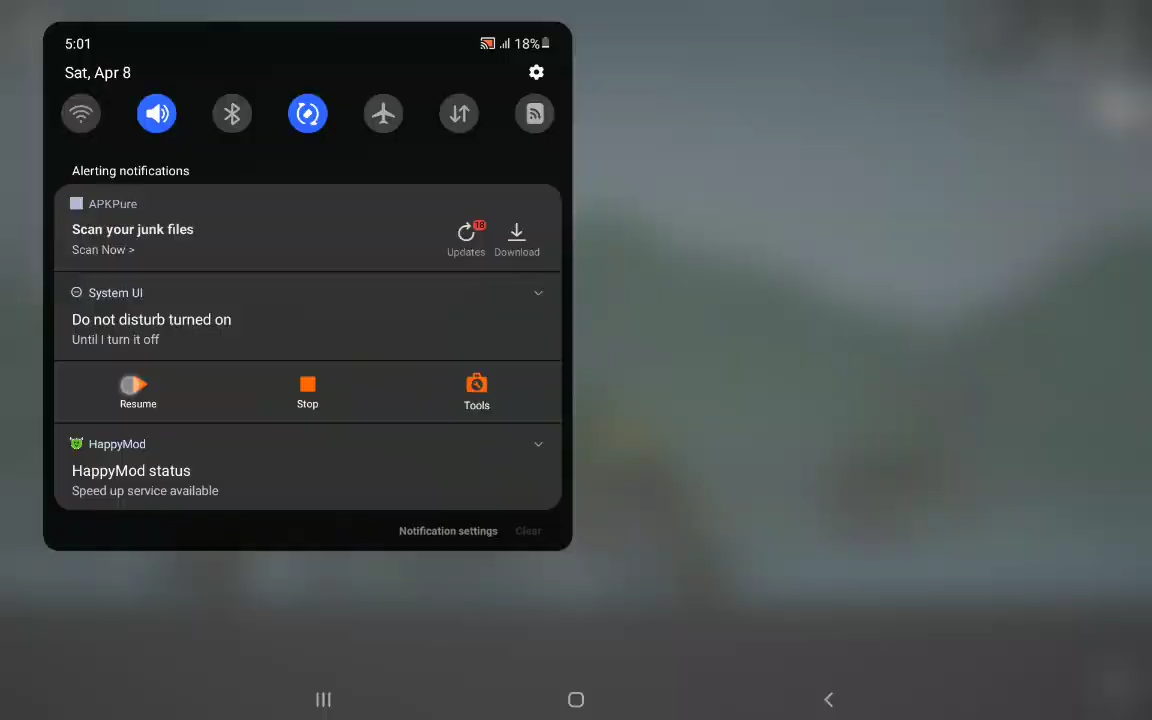 5:01
18%
Sat, Apr 8
Alerting notifications
APKPure
Scan your junk files
Scan Now >
18
Updates
Download
System UI
Do not disturb turned on
Until I turn it off
Resume
Stop
Tools
HappyMod
HappyMod status
Speed up service available
Notification settings
Clear